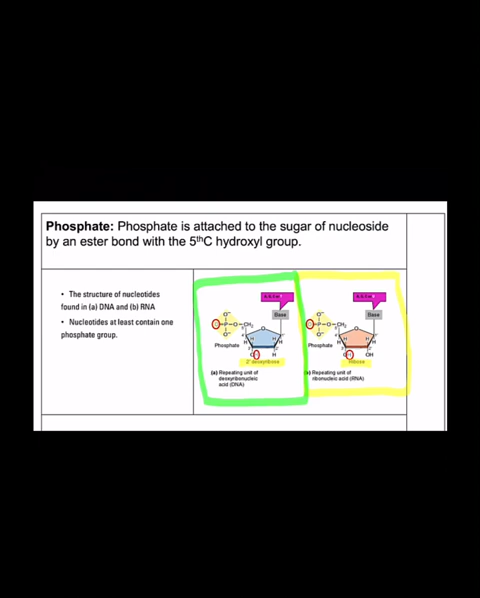 Phosphate: Phosphate is attached to the sugar of nucleoside
by an ester bond with the 5thC hydroxyl group.
• The structure of nucleotides
found in (a) DNA and (b) RNA
• Nucleotides at least contain one
phosphate group.
Base
Phosphate
2' deoxyribose
(a) Repeating unit of
deoxyribonucleic
acid (DNA)
Base
Phosphate
OH
Ribose
Repeating unit of
ribonucleic acid (RNA)